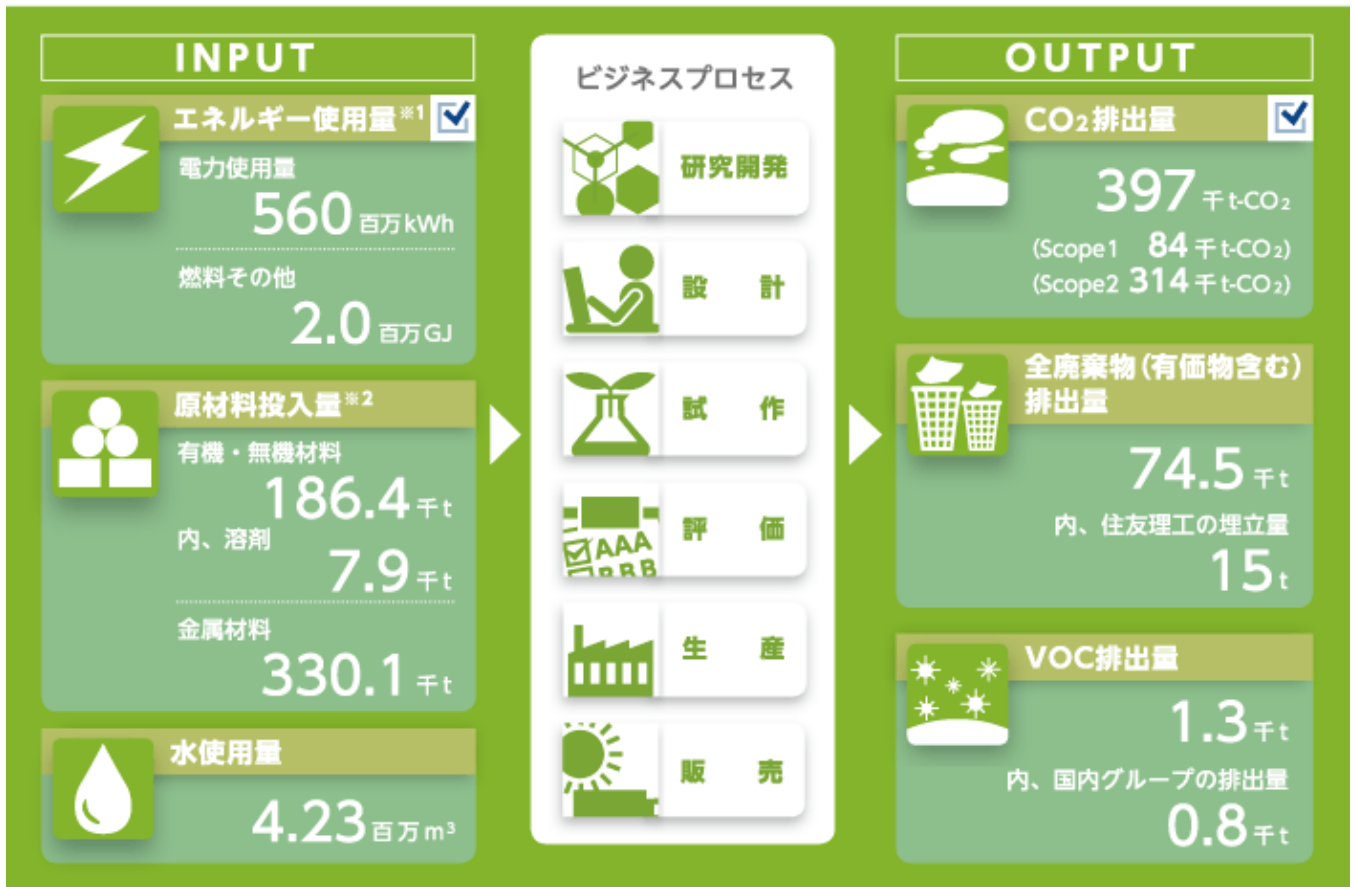 INPUT
エネルギー使用量※1
電力使用量
560百万kWh
燃料その他
2.0百万GJ
原材料投入量※2
有機・無機材料
186.4千t
内、溶剤
7.9千t
金属材料
330.1千t
水使用量
4.23百万m³
ビジネスプロセス
研究開発
設計
試作
評価
AAA
BBB
生産
販売
OUTPUT
CO₂排出量
397千t-CO₂
(Scope1 84千t-CO₂)
(Scope2 314千t-CO₂)
全廃棄物(有価物含む)
排出量
74.5千t
内、住友理工の埋立量
15t
VOC排出量
1.3千t
内、国内グループの排出量
0.8千t